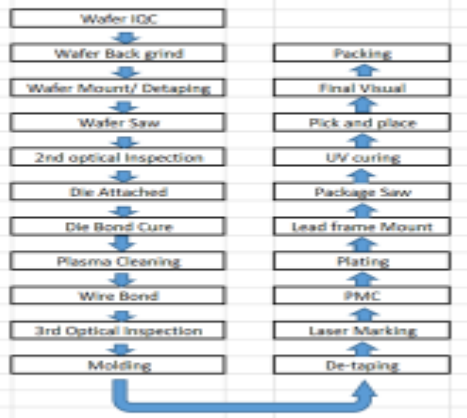 Wafer IQC
Wafer Back grind
Wafer Mount/ Detaping
Wafer Saw
2nd optical Inspection
Die Attached
Die Bond Cure
Plasma Cleaning
Wire Bond
3rd Optical Inspection
Molding
De-taping
Laser Marking
PMC
Plating
Lead frame Mount
Package Saw
UV curing
Pick and place
Final Visual
Packing